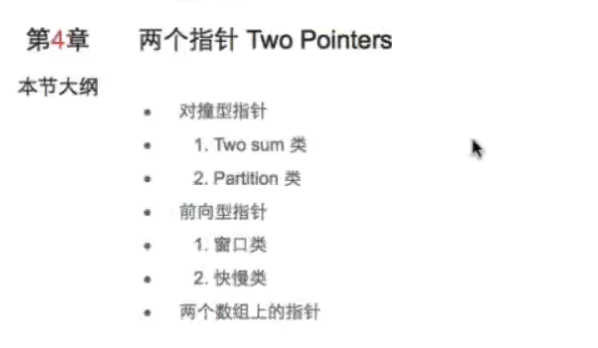 第4章 两个指针 Two Pointers
本节大纲
• 对撞型指针
• 1. Two sum 类
• 2. Partition 类
• 前向型指针
• 1. 窗口类
• 2. 快慢类
• 两个数组上的指针